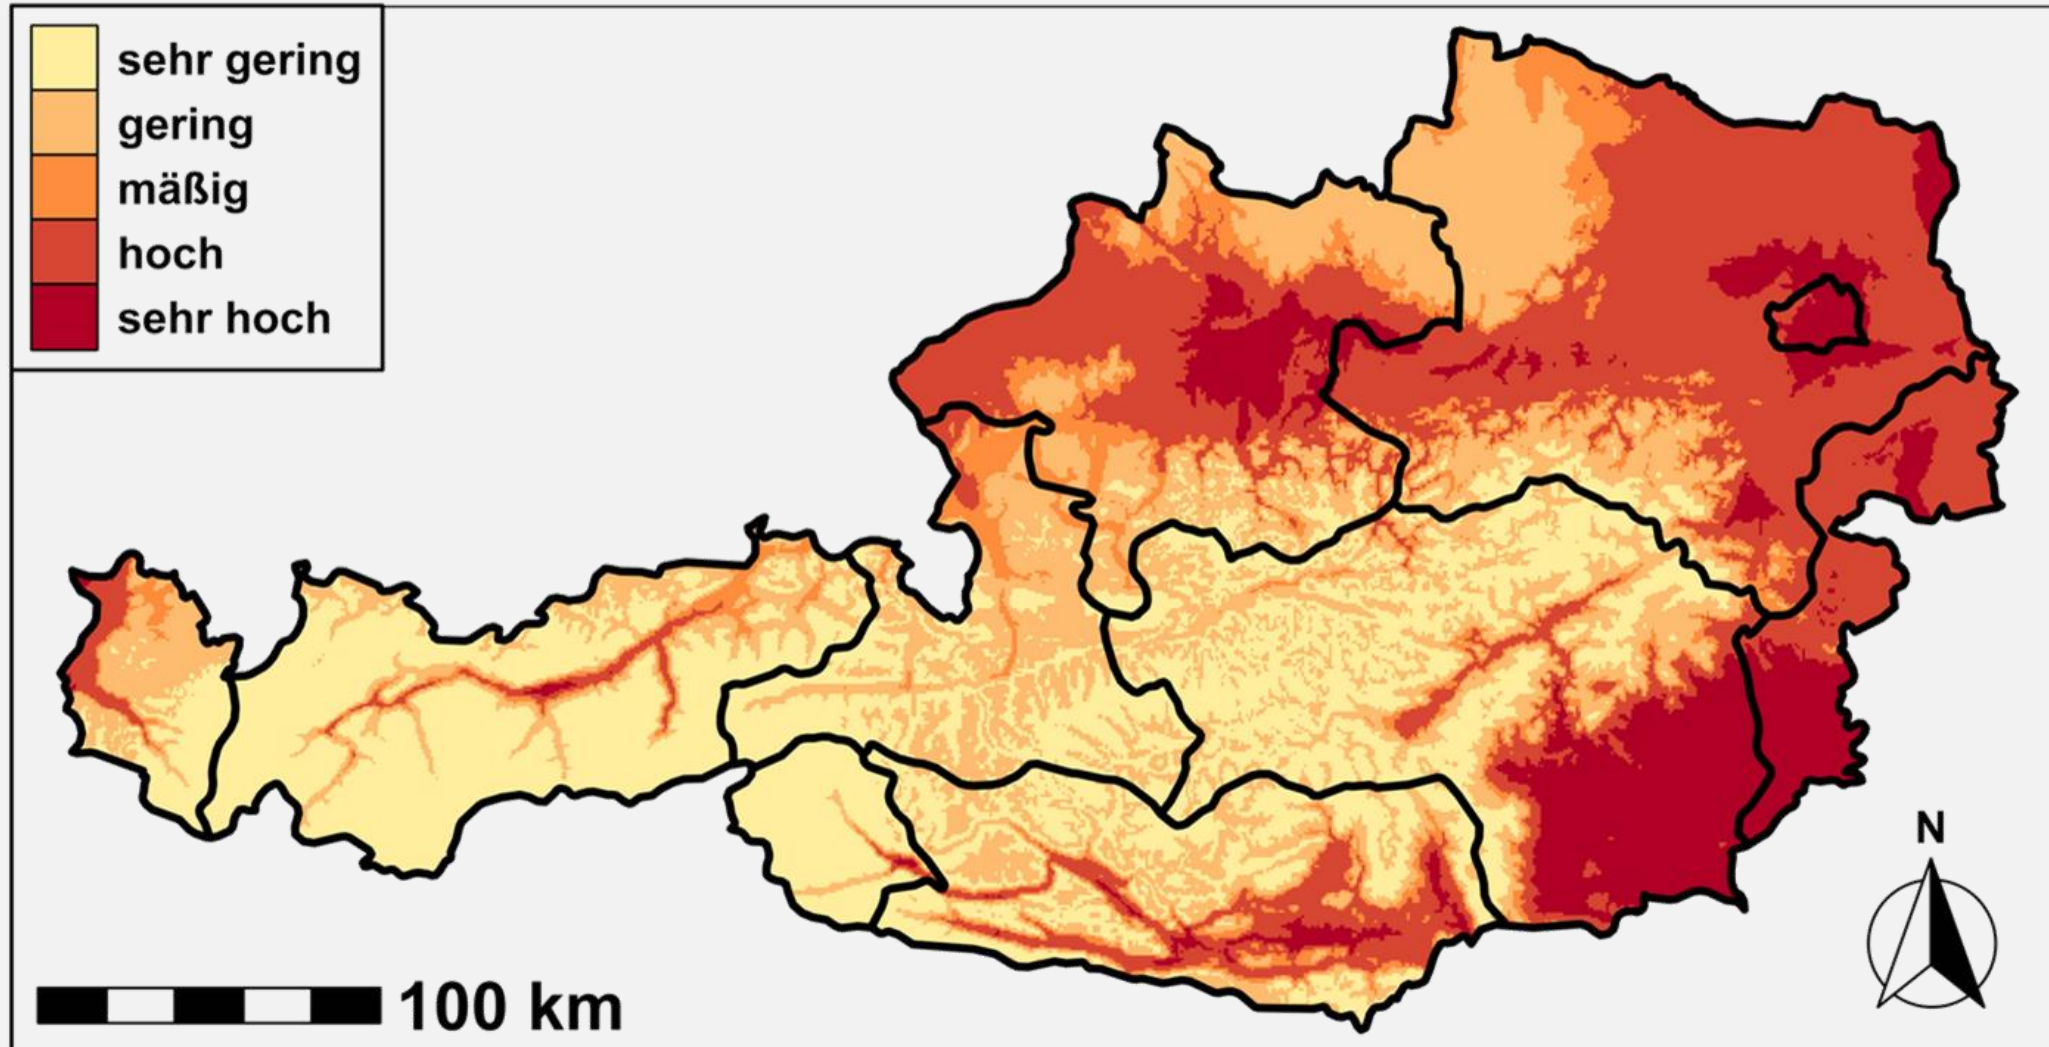 sehr gering
gering
mäßig
hoch
sehr hoch
N
100 km